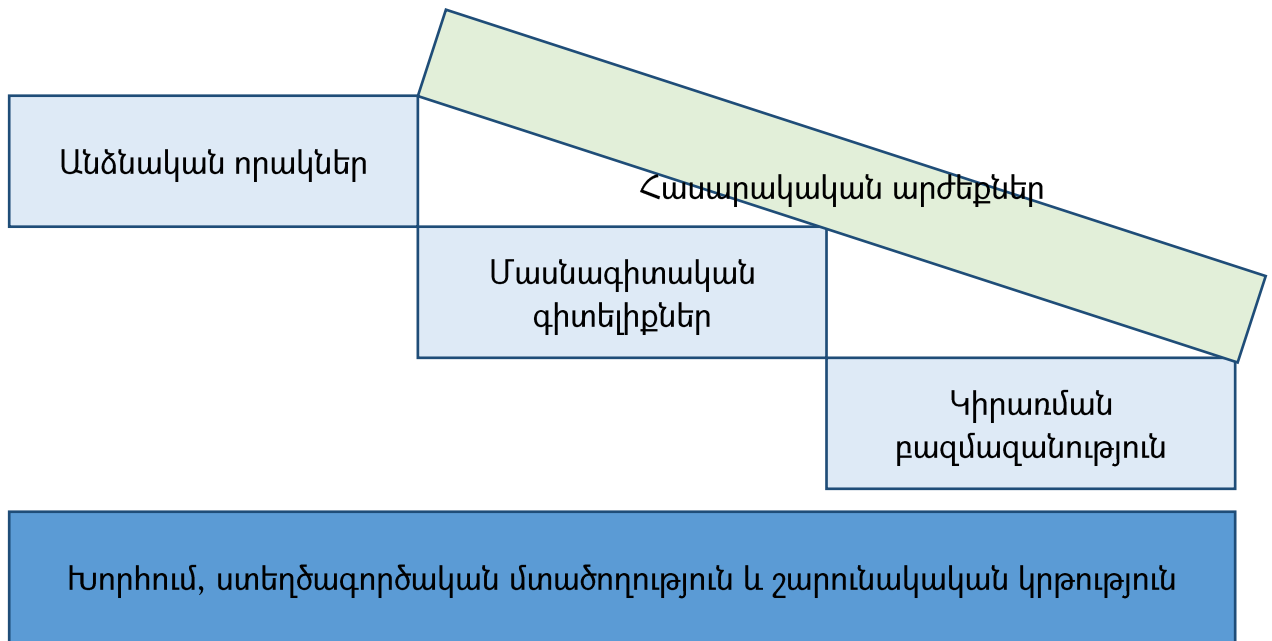 Անձնական որակներ
Հասարակական արժեքներ
Մասնագիտական
գիտելիքներ
Կիրառման
բազմազանություն
Խորհում, ստեղծագործական մտածողություն և շարունակական կրթություն